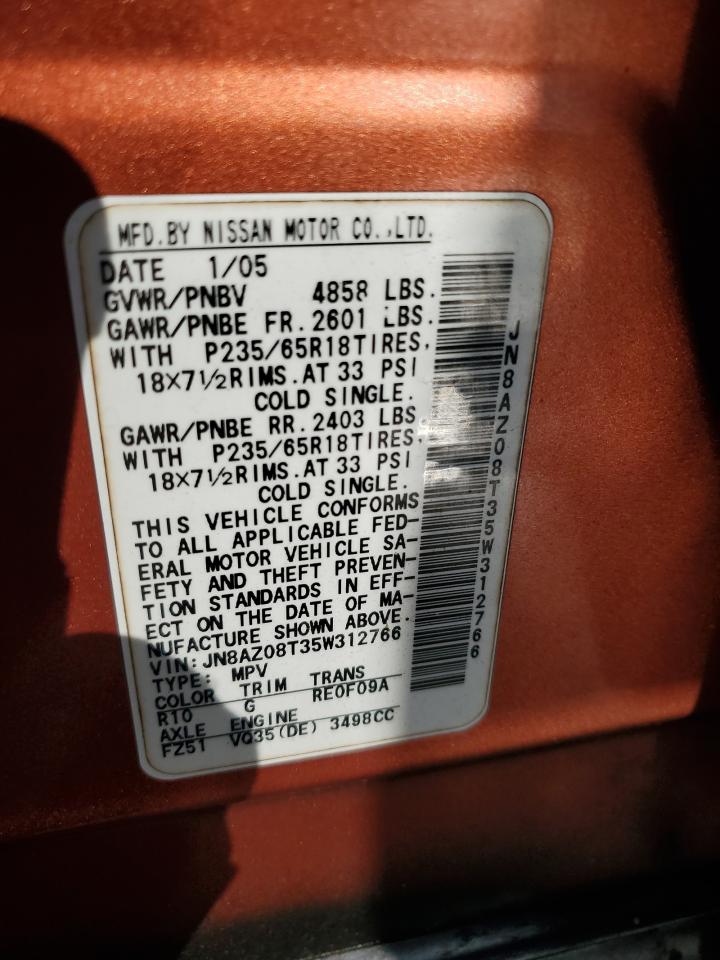 MFD.BY NISSAN MOTOR CO.,LTD.
DATE 1/05
GVWR/PNBV 4858 LBS.
GAWR/PNBE FR.2601 LBS.
WITH P235/65R18TIRES.
18×7½RIMS.AT 33 PSI
COLD SINGLE.
GAWR/PNBE RR.2403 LBS.
WITH P235/65R18TIRES.
18×7½RIMS.AT 33 PSI
COLD SINGLE.
THIS VEHICLE CONFORMS
TO ALL APPLICABLE FED-
ERAL MOTOR VEHICLE SA-
FETY AND THEFT PREVEN-
TION STANDARDS IN EFF-
ECT ON THE DATE OF MA-
NUFACTURE SHOWN ABOVE.
VIN:JN8AZ08T35W312766
TYPE: MPV
COLOR TRIM TRANS
R10 G RE0F09A
AXLE ENGINE
FZ51 VQ35(DE) 3498CC
JN8AZ08T35W312766